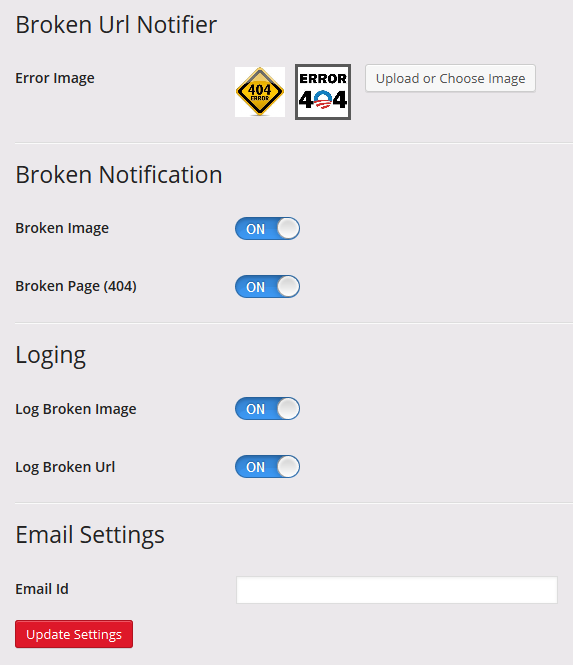 Broken Url Notifier
Error Image
404
ERROR
ERROR
404
Upload or Choose Image
Broken Notification
Broken Image
ON
Broken Page (404)
ON
Loging
Log Broken Image
ON
Log Broken Url
ON
Email Settings
Email Id
Update Settings